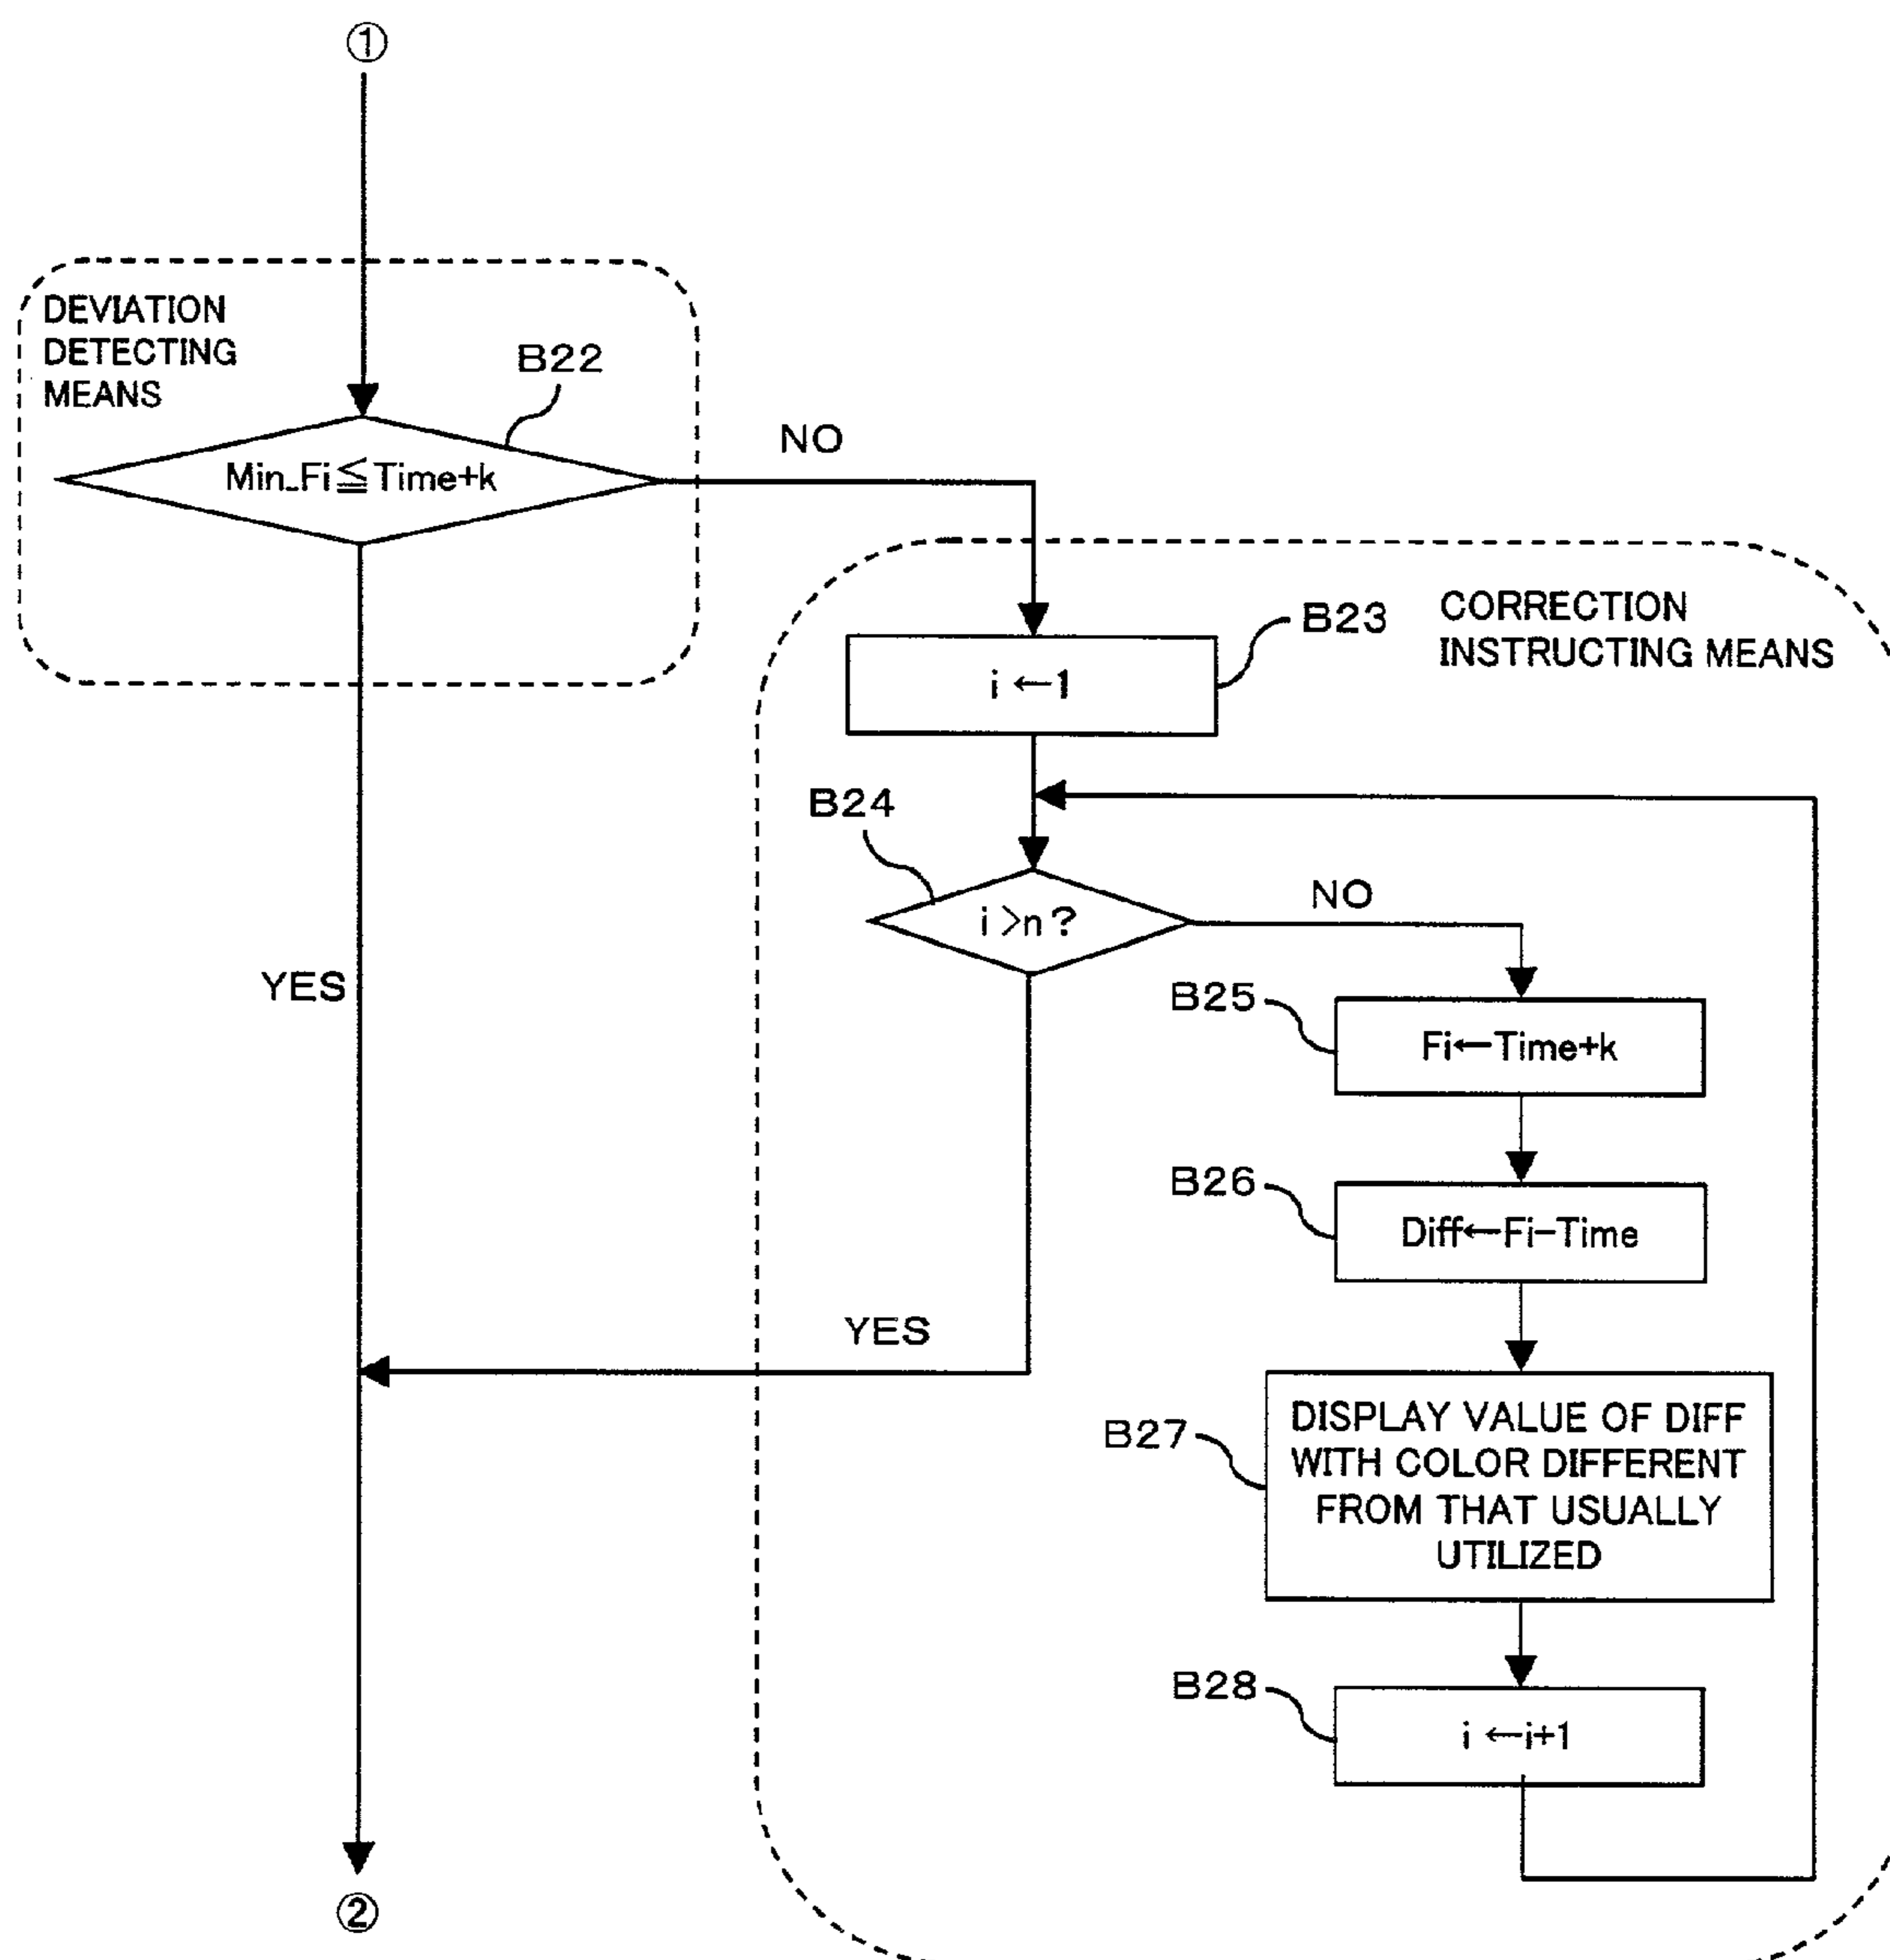 ①
DEVIATION
DETECTING
MEANS
B22
Min_Fi≦Time+k
NO
CORRECTION
INSTRUCTING MEANS
B23
i ←1
B24
i >n ?
NO
YES
B25
Fi←Time+k
B26
Diff←Fi−Time
YES
B27
DISPLAY VALUE OF DIFF
WITH COLOR DIFFERENT
FROM THAT USUALLY
UTILIZED
B28
i ←i+1
②